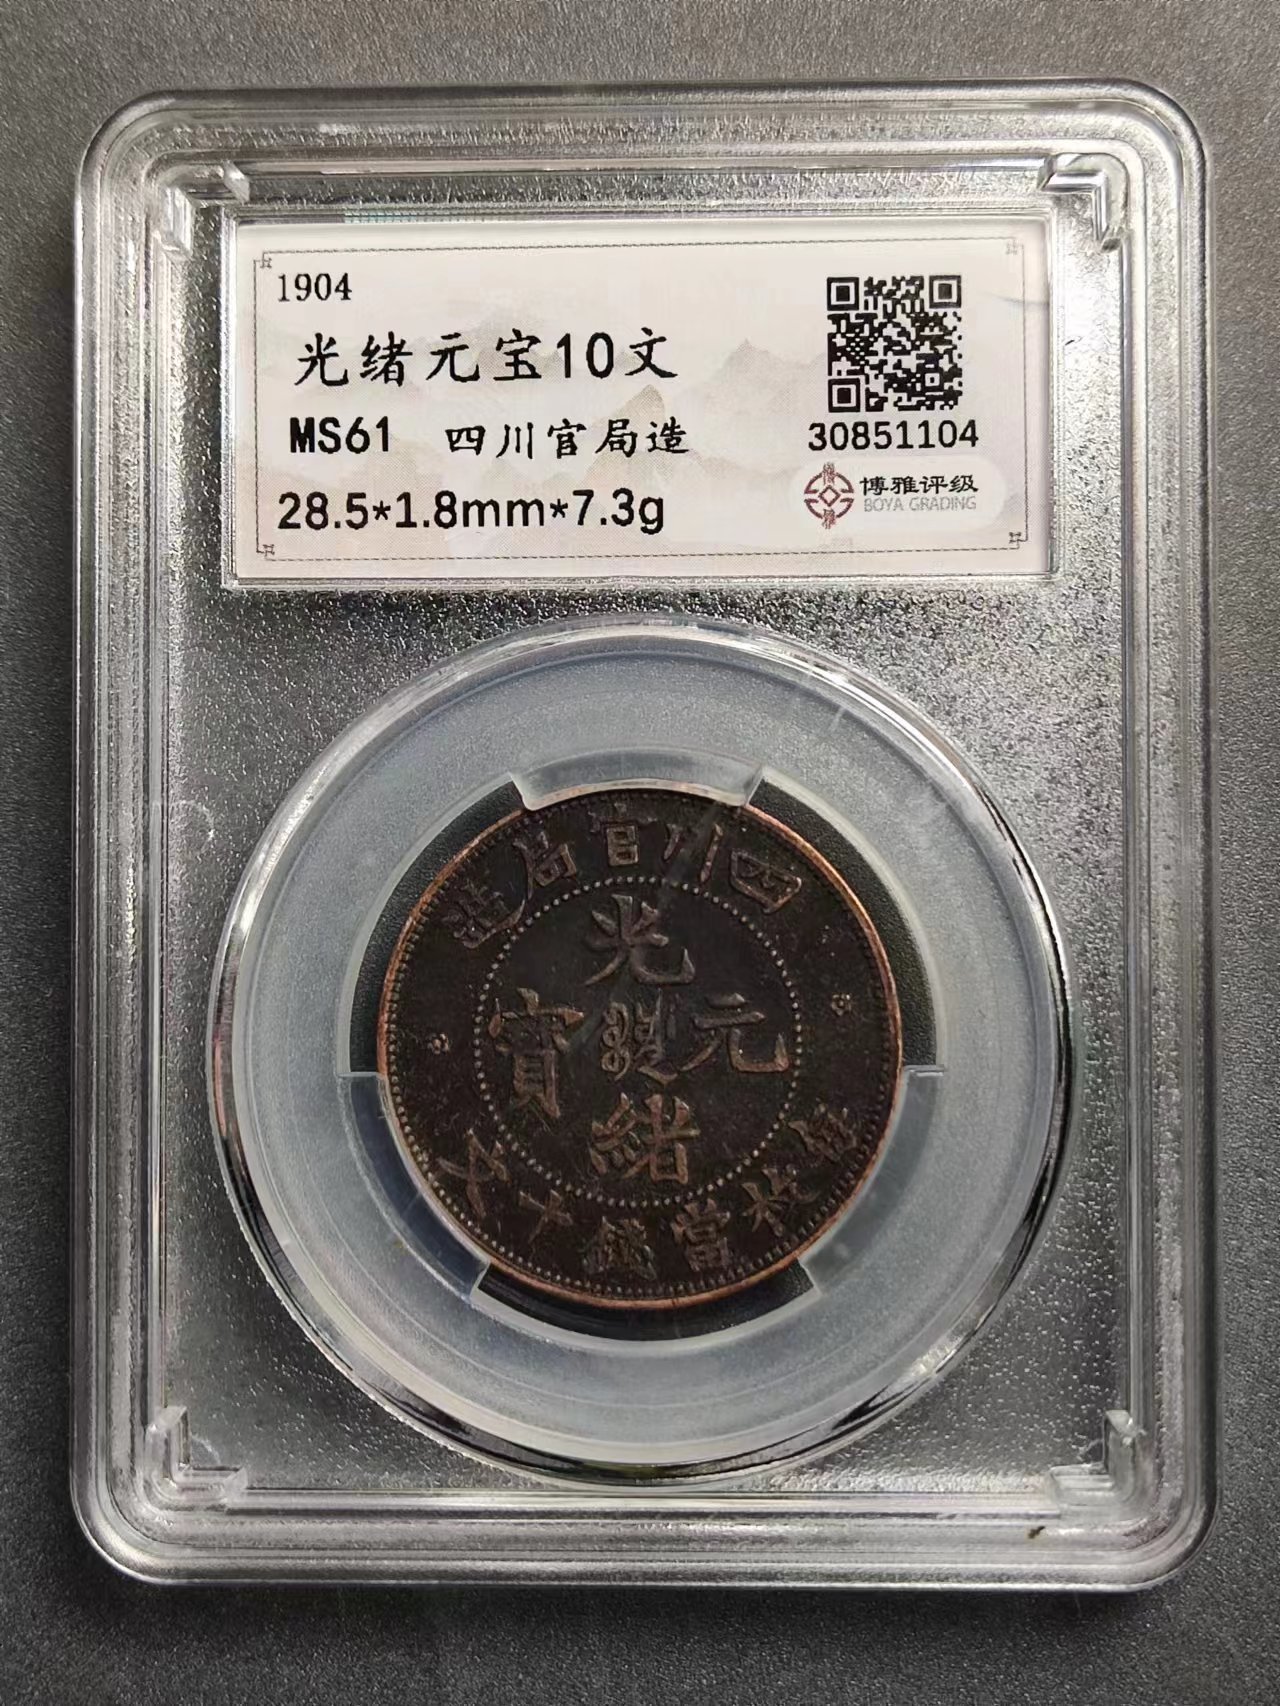 1904
光绪元宝10文
MS61 四川官局造
28.5*1.8mm*7.3g
30851104
博雅评级
BOYA GRADING
四川官局造
光緒元寶
每枚當錢十文